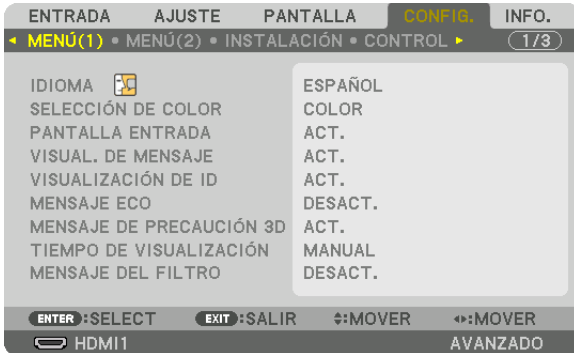 ENTRADA AJUSTE PANTALLA CONFIG. INFO.
MENÚ(1) • MENÚ(2) • INSTALACIÓN • CONTROL 1/3
IDIOMA ESPAÑOL
SELECCIÓN DE COLOR COLOR
PANTALLA ENTRADA ACT.
VISUAL. DE MENSAJE ACT.
VISUALIZACIÓN DE ID ACT.
MENSAJE ECO DESACT.
MENSAJE DE PRECAUCIÓN 3D ACT.
TIEMPO DE VISUALIZACIÓN MANUAL
MENSAJE DEL FILTRO DESACT.
ENTER :SELECT EXIT :SALIR :MOVER :MOVER
HDMI1 AVANZADO